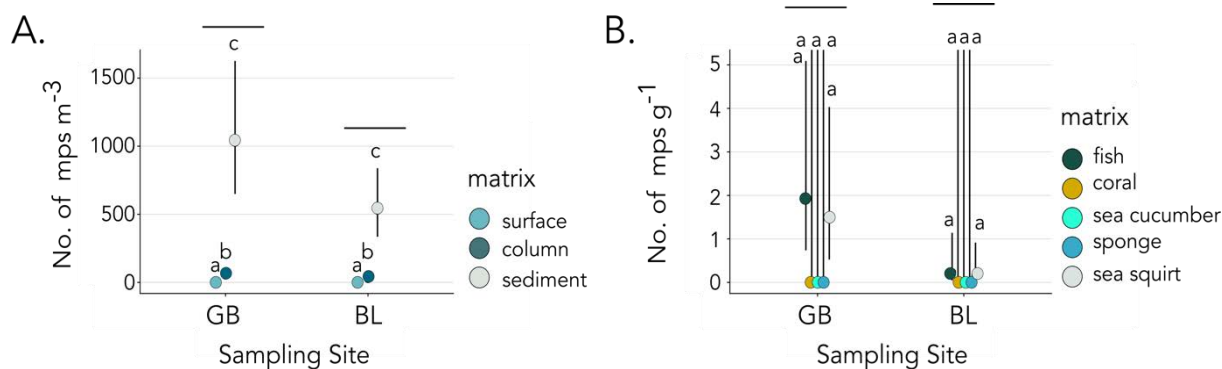 A.
No. of mps m-3
1500
1000
500
0
c
b
a
c
b
a
GB BL
Sampling Site
matrix
surface
column
sediment
B.
No. of mps g-1
5
4
3
2
1
0
a a a
a
a
a a a
a a
GB BL
Sampling Site
matrix
fish
coral
sea cucumber
sponge
sea squirt